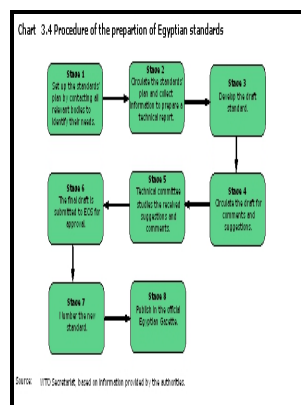 Chart 3.4 Procedure of the prepartion of Egyptian standards
Stage 1
Set up the standards'
plan by contacting all
relevant bodies to
identify their needs.
Stage 2
Circulate the standards'
plan and collect
information to prepare a
technical report.
Stage 3
Develop the draft
standard.
Stage 4
Circulate the draft for
comments and
suggestions.
Stage 5
Technical committee
studies the received
suggestions and
comments.
Stage 6
The final draft is
submitted to EOS for
approval.
Stage 7
Number the new
standard.
Stage 8
Publish in the official
Egyptian Gazette.
Source: WTO Secretariat, based on information provided by the authorities.